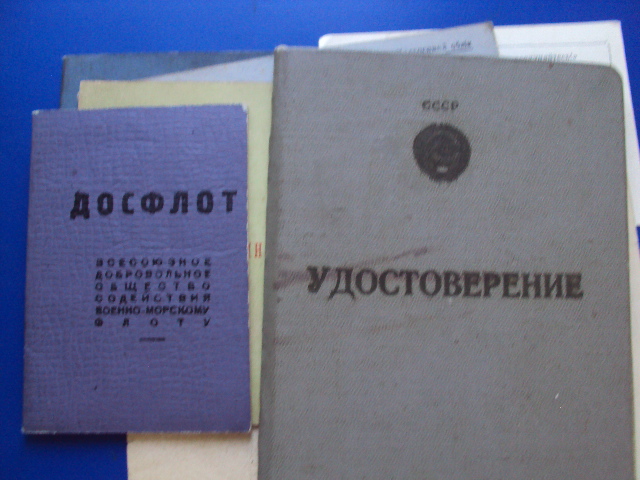 ДОСФЛОТ
ВСЕСОЮЗНОЕ
ДОБРОВОЛЬНОЕ
ОБЩЕСТВО
СОДЕЙСТВИЯ
ВОЕННО-МОРСКОМУ
ФЛОТУ
СССР
УДОСТОВЕРЕНИЕ